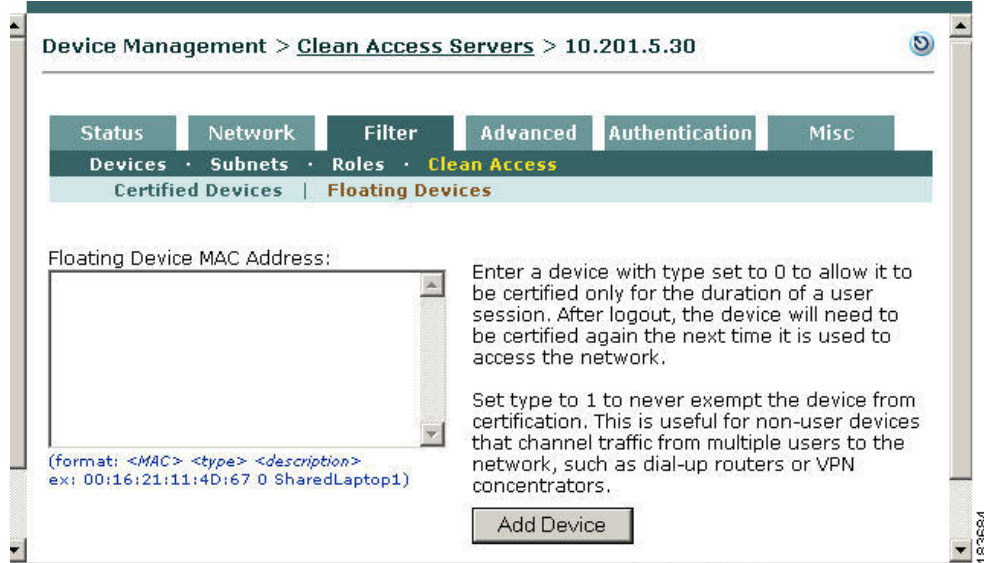 Device Management > Clean Access Servers > 10.201.5.30
Status Network Filter Advanced Authentication Misc
Devices · Subnets · Roles · Clean Access
Certified Devices | Floating Devices
Floating Device MAC Address:
(format: <MAC> <type> <description>
ex: 00:16:21:11:4D:67 0 SharedLaptop1)
Enter a device with type set to 0 to allow it to
be certified only for the duration of a user
session. After logout, the device will need to
be certified again the next time it is used to
access the network.
Set type to 1 to never exempt the device from
certification. This is useful for non-user devices
that channel traffic from multiple users to the
network, such as dial-up routers or VPN
concentrators.
Add Device
183684